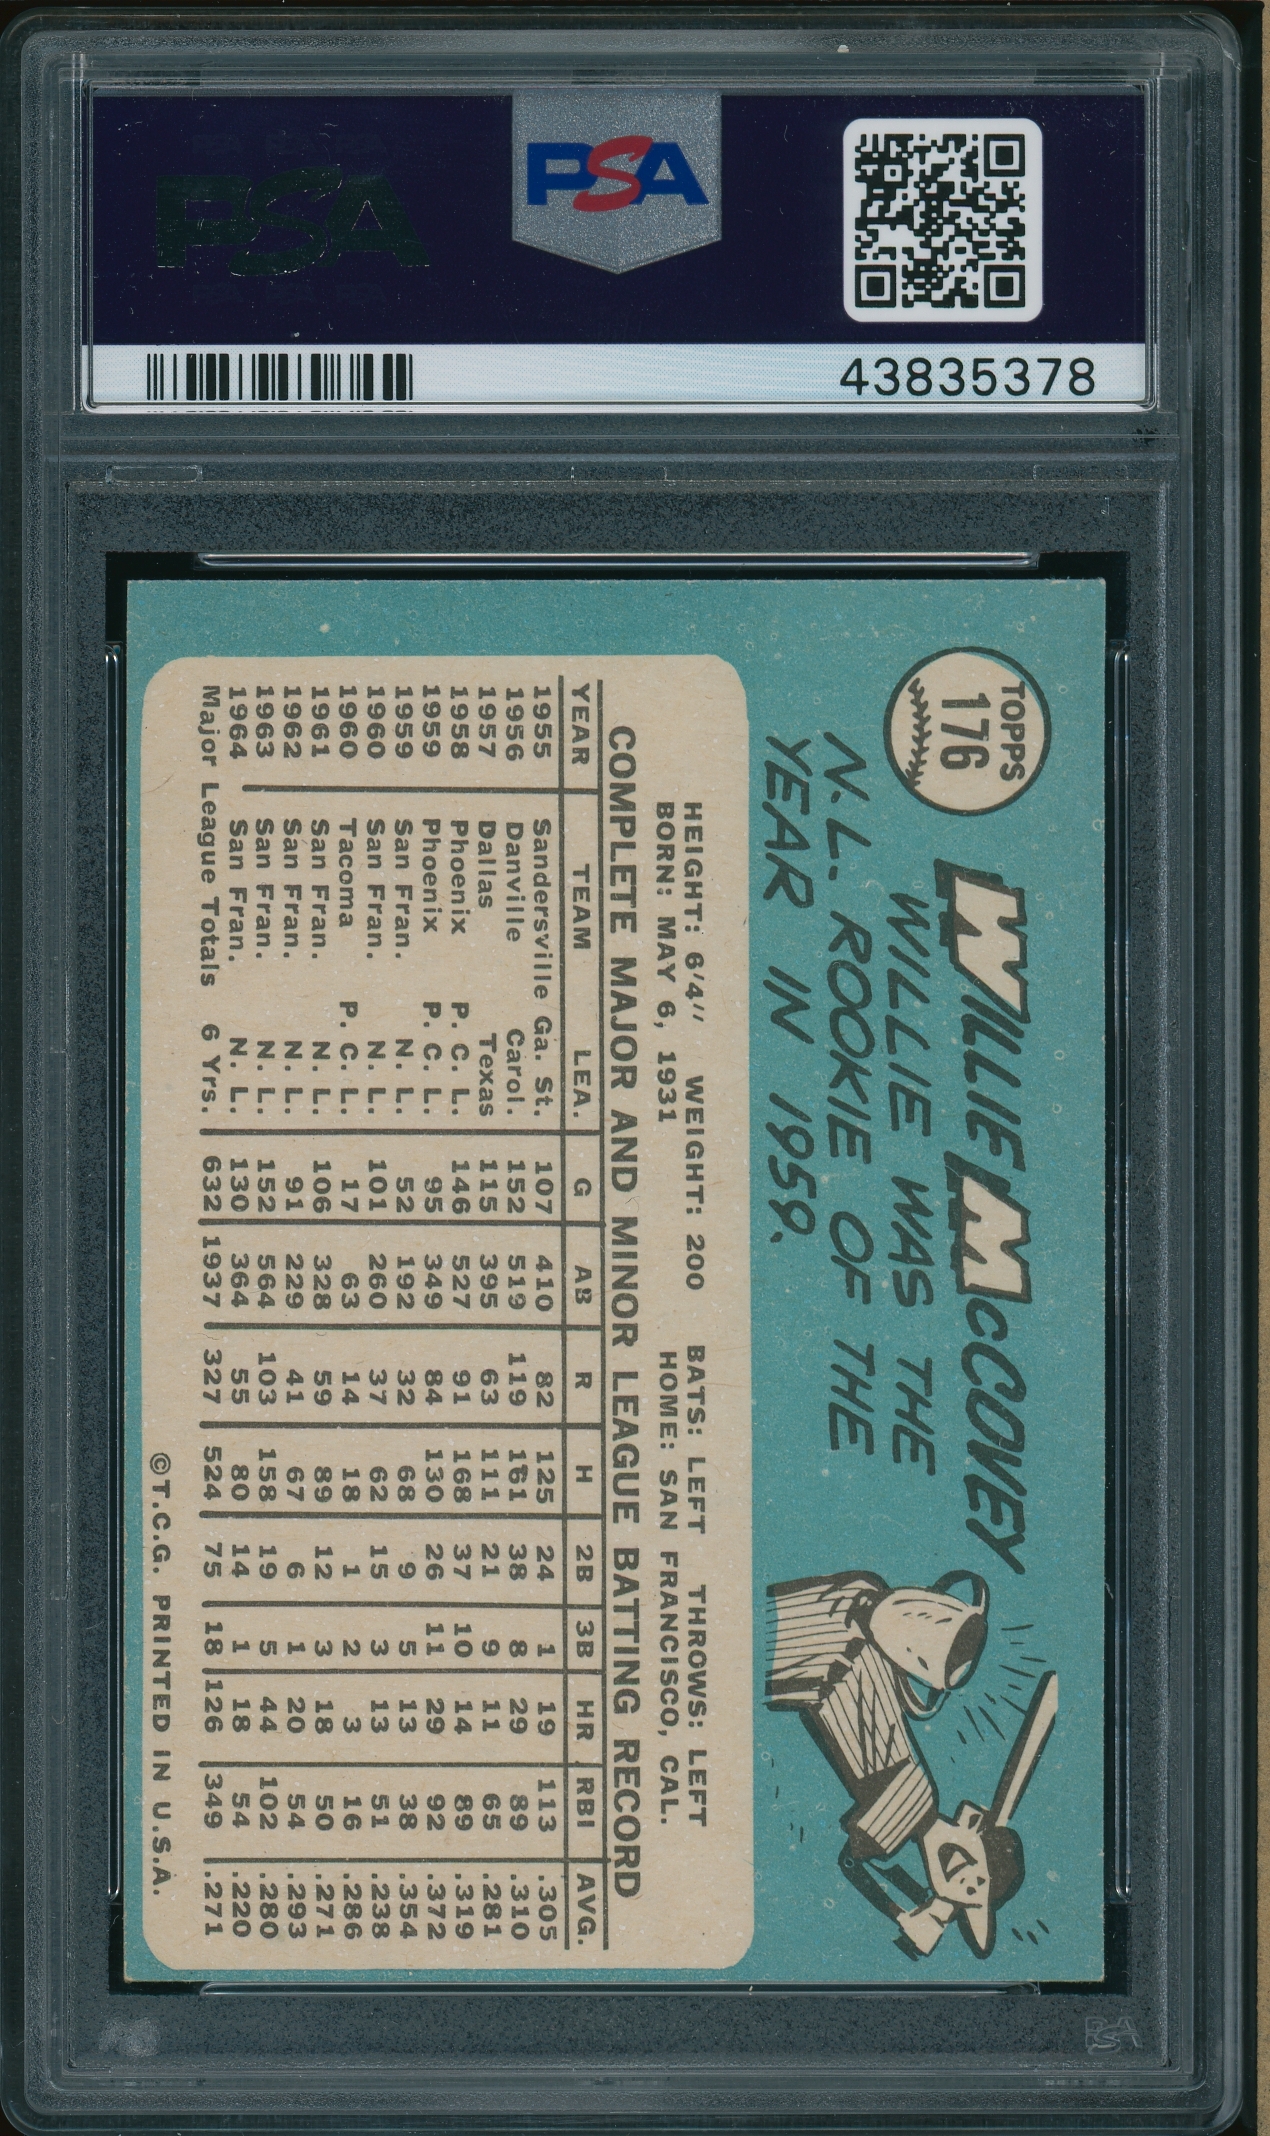 PSA
PSA
43835378
TOPPS
176
WILLIE McCOVEY
WILLIE WAS THE
N.L. ROOKIE OF THE
YEAR IN 1959.
HEIGHT: 6'4" WEIGHT: 200 BATS: LEFT THROWS: LEFT
BORN: MAY 6, 1931 HOME: SAN FRANCISCO, CAL.
COMPLETE MAJOR AND MINOR LEAGUE BATTING RECORD
YEAR TEAM LEA. G AB R H 2B 3B HR RBI AVG.
1955 Sandersville Ga. St. 107 410 82 125 24 1 19 113 .305
1956 Danville Carol. 152 519 119 161 38 8 29 89 .310
1957 Dallas Texas 115 395 63 111 21 9 11 65 .281
1958 Phoenix P. C. L. 146 527 91 168 37 10 14 89 .319
1959 Phoenix P. C. L. 95 349 84 130 26 11 29 92 .372
1959 San Fran. N. L. 52 192 32 68 9 5 13 38 .354
1960 San Fran. N. L. 101 260 37 62 15 3 13 51 .238
1960 Tacoma P. C. L. 17 63 14 18 1 2 3 16 .286
1961 San Fran. N. L. 106 328 59 89 12 3 18 50 .271
1962 San Fran. N. L. 91 229 41 67 6 1 20 54 .293
1963 San Fran. N. L. 152 564 103 158 19 5 44 102 .280
1964 San Fran. N. L. 130 364 55 80 14 1 18 54 .220
Major League Totals 6 Yrs. 632 1937 327 524 75 18 126 349 .271
©T.C.G. PRINTED IN U.S.A.
PSA